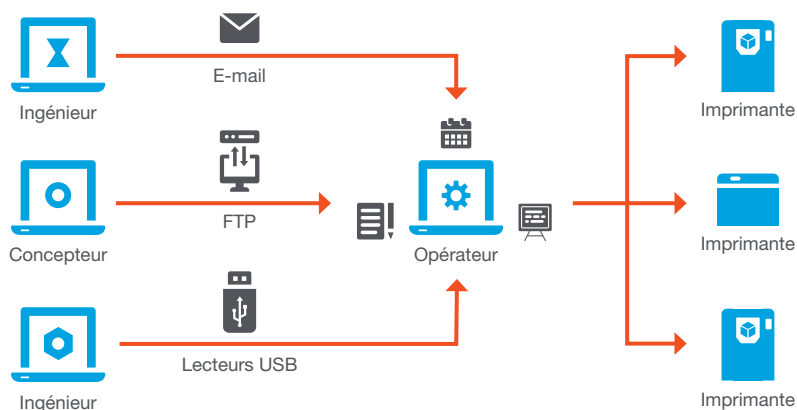 E-mail
Ingénieur
Imprimante
FTP
Concepteur
Opérateur
Imprimante
Lecteurs USB
Ingénieur
Imprimante